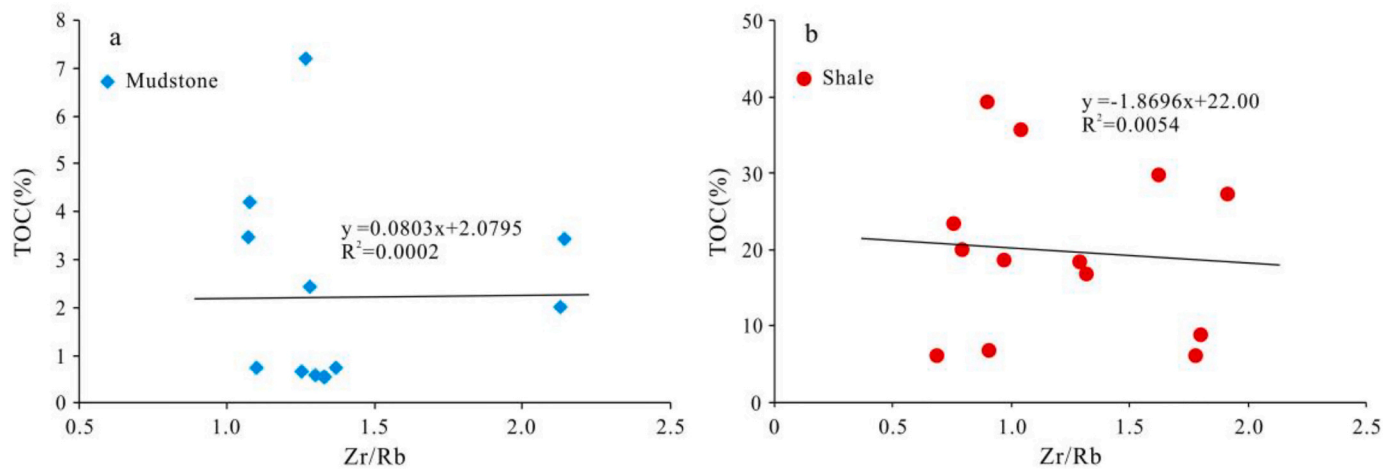 a
Mudstone
y=0.0803x+2.0795
R²=0.0002
TOC(%)
8
7
6
5
4
3
2
1
0
0.5
1.0
1.5
2.0
2.5
Zr/Rb
b
Shale
y=-1.8696x+22.00
R²=0.0054
TOC(%)
50
40
30
20
10
0
0
0.5
1.0
1.5
2.0
2.5
Zr/Rb